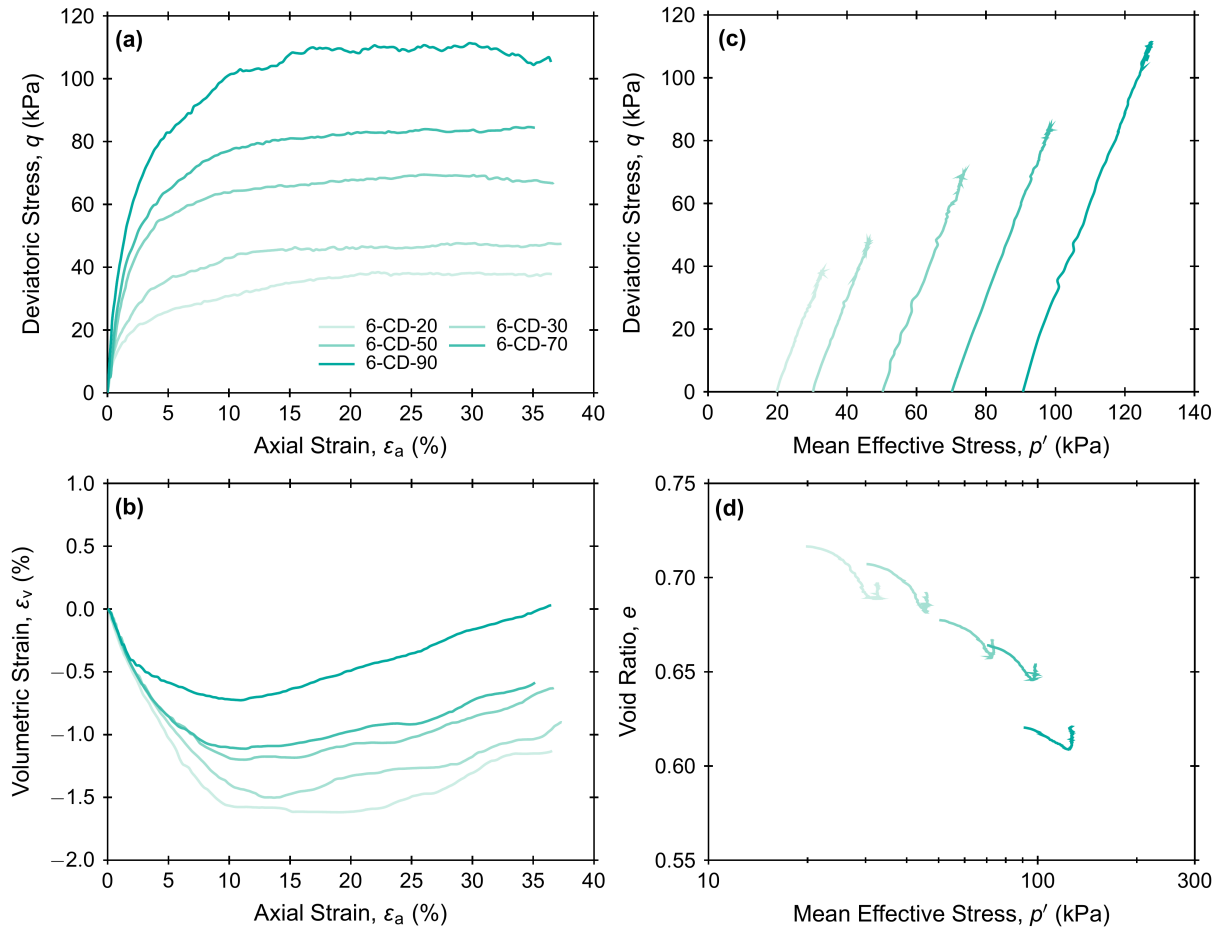 (a)
120
100
80
60
40
20
0
Deviatoric Stress, q (kPa)
6-CD-20 6-CD-30
6-CD-50 6-CD-70
6-CD-90
0 5 10 15 20 25 30 35 40
Axial Strain, εa (%)
(c)
120
100
80
60
40
20
0
Deviatoric Stress, q (kPa)
0 20 40 60 80 100 120 140
Mean Effective Stress, p′ (kPa)
(b)
1.0
0.5
0.0
−0.5
−1.0
−1.5
−2.0
Volumetric Strain, εv (%)
0 5 10 15 20 25 30 35 40
Axial Strain, εa (%)
(d)
0.75
0.70
0.65
0.60
0.55
Void Ratio, e
10 100 300
Mean Effective Stress, p′ (kPa)